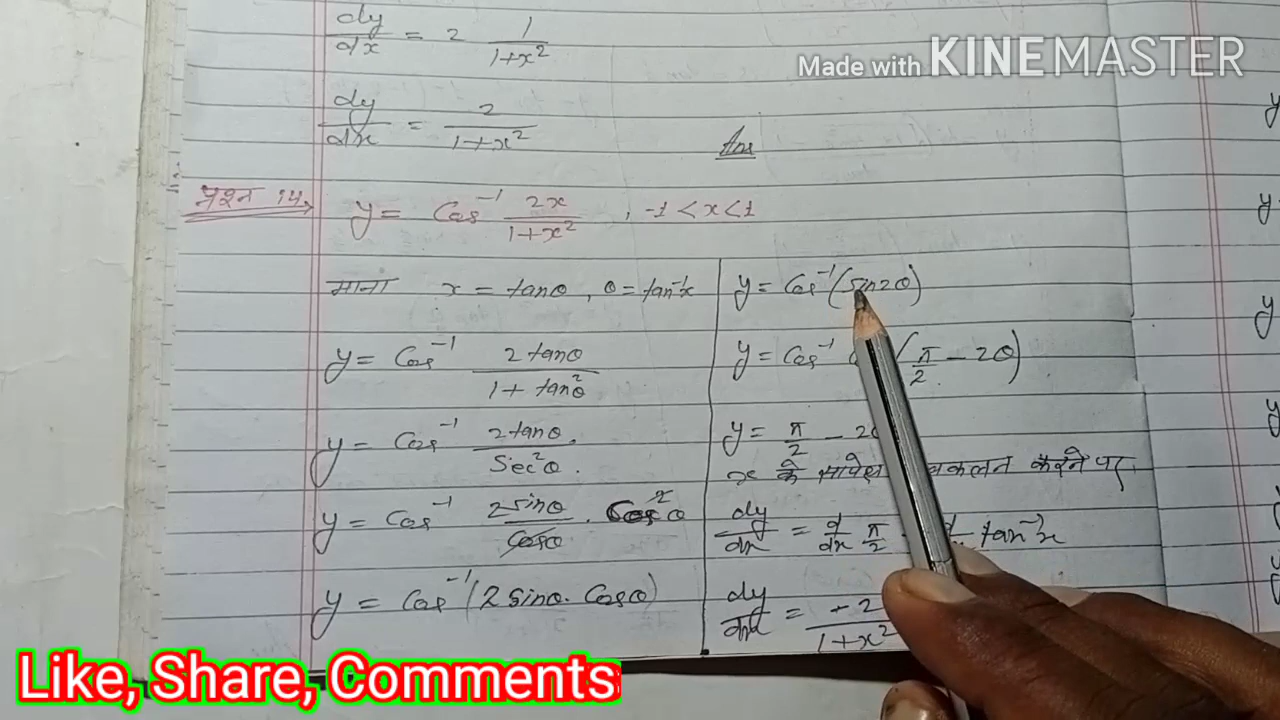 dy/dx = 2 1/1+x²
Made with KINEMASTER
dy/dx = 2/1+x²
Ans
प्रश्न 14.
y = Cos⁻¹ 2x/1+x² , -1 < x < 1
माना x = tanθ, θ = tan⁻¹x
y = Cos⁻¹ 2tanθ/1+tan²θ
y = Cos⁻¹ 2tanθ/Sec²θ.
y = Cos⁻¹ 2sinθ/Cosθ . Cos²θ
y = Cos⁻¹(2sinθ.Cosθ)
y = Cos⁻¹(sin2θ)
y = Cos⁻¹ (π/2 - 2θ)
y = π/2 - 2
x के करने पर
dy/dx = d/dx π/2 tan⁻¹x
dy/dx = -2/1+x²
y
y
y
y
Like, Share, Comments